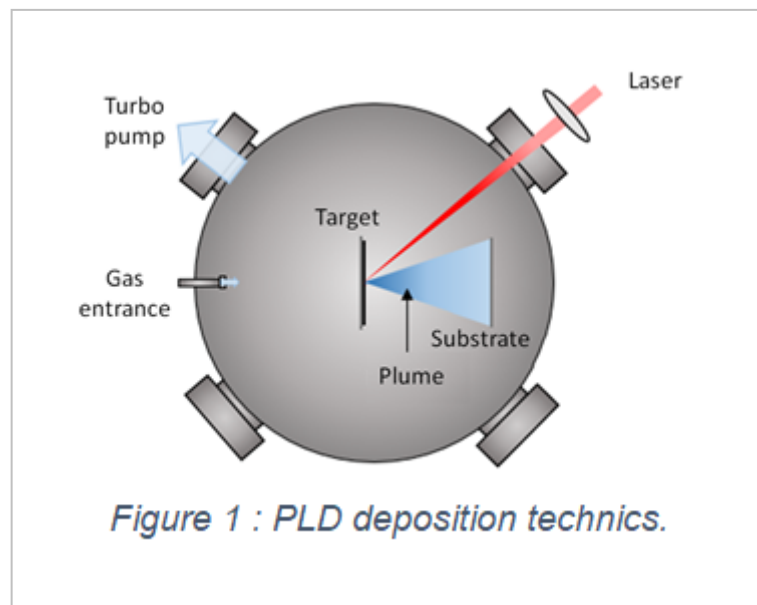 Laser
Turbo
pump
Target
Gas
entrance
Substrate
Plume
Figure 1 : PLD deposition technics.